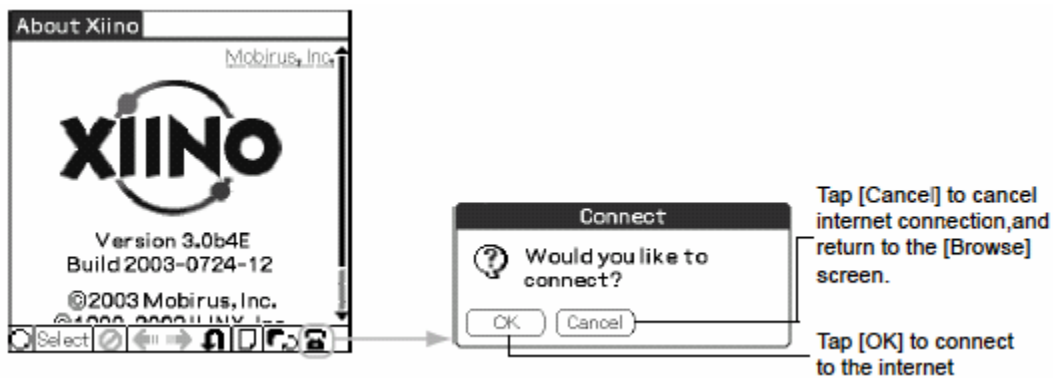 About Xiino
Mobirus, Inc.
XIINO
Version 3.0b4E
Build 2003-0724-12
©2003 Mobirus, Inc.
Select
Connect
Would you like to
connect?
OK
Cancel
Tap [Cancel] to cancel
internet connection,and
return to the [Browse]
screen.
Tap [OK] to connect
to the internet